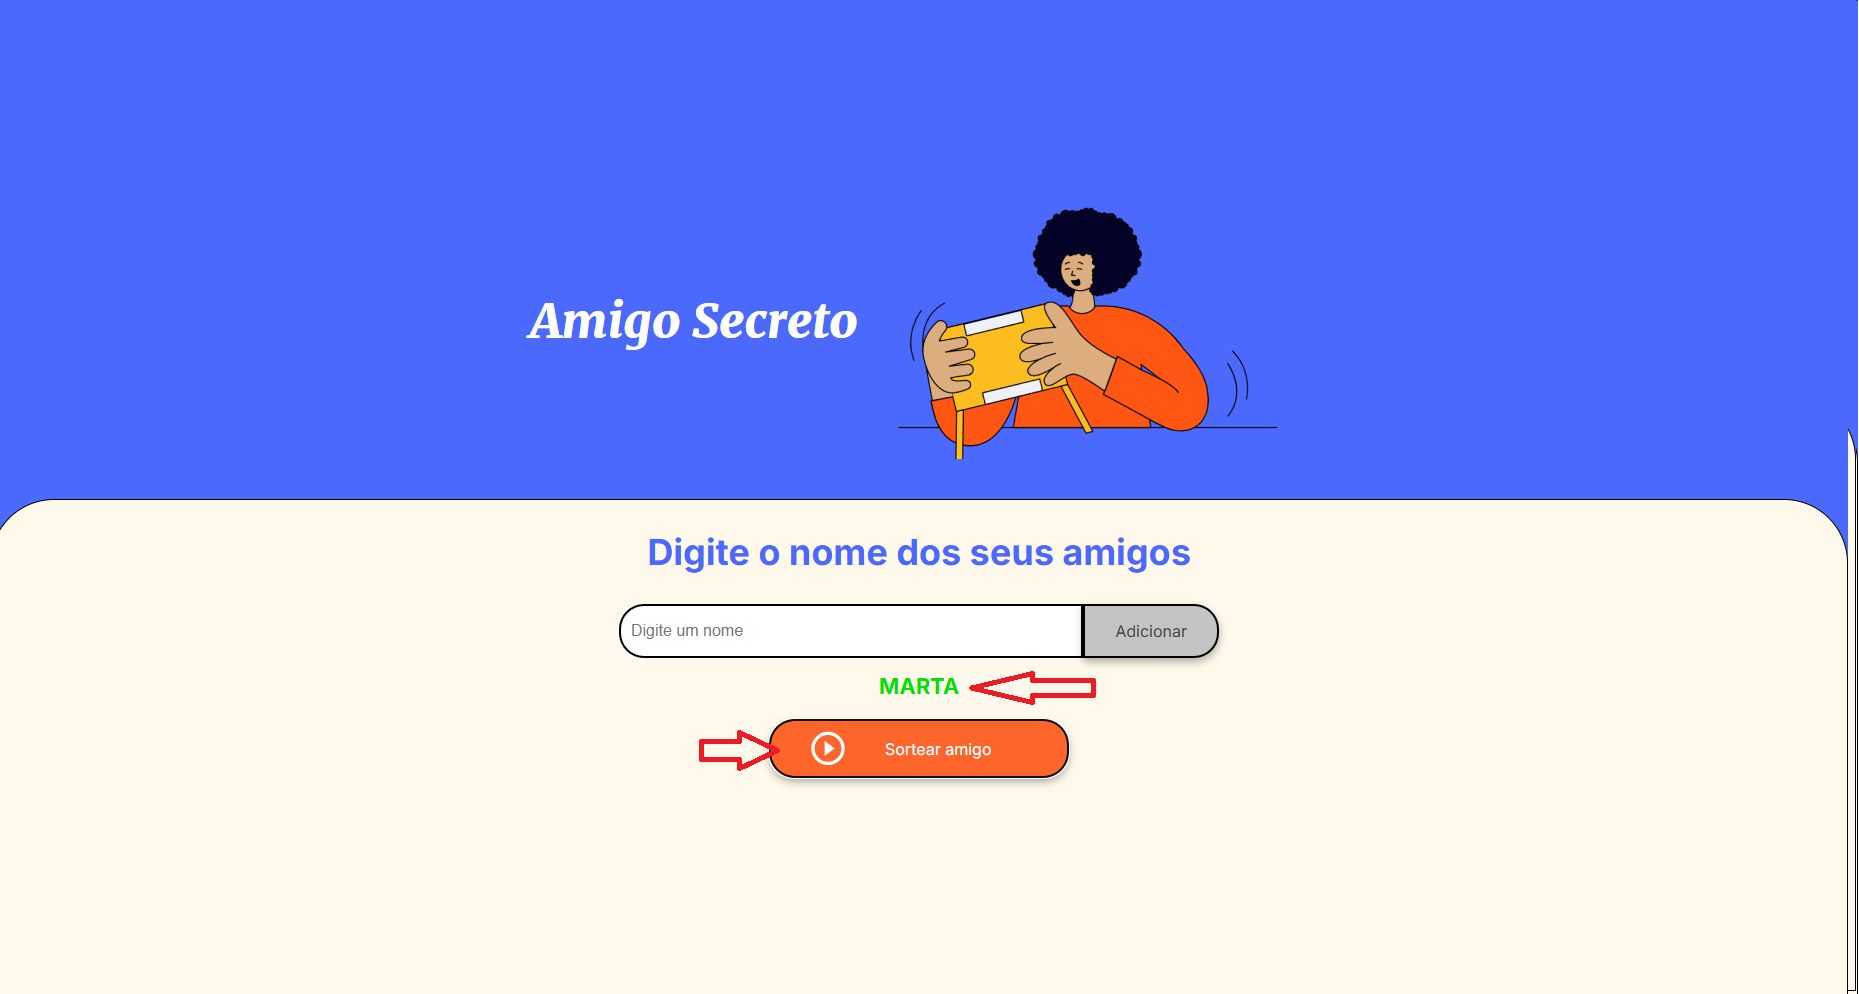 Amigo Secreto
Digite o nome dos seus amigos
Digite um nome
Adicionar
MARTA
Sortear amigo